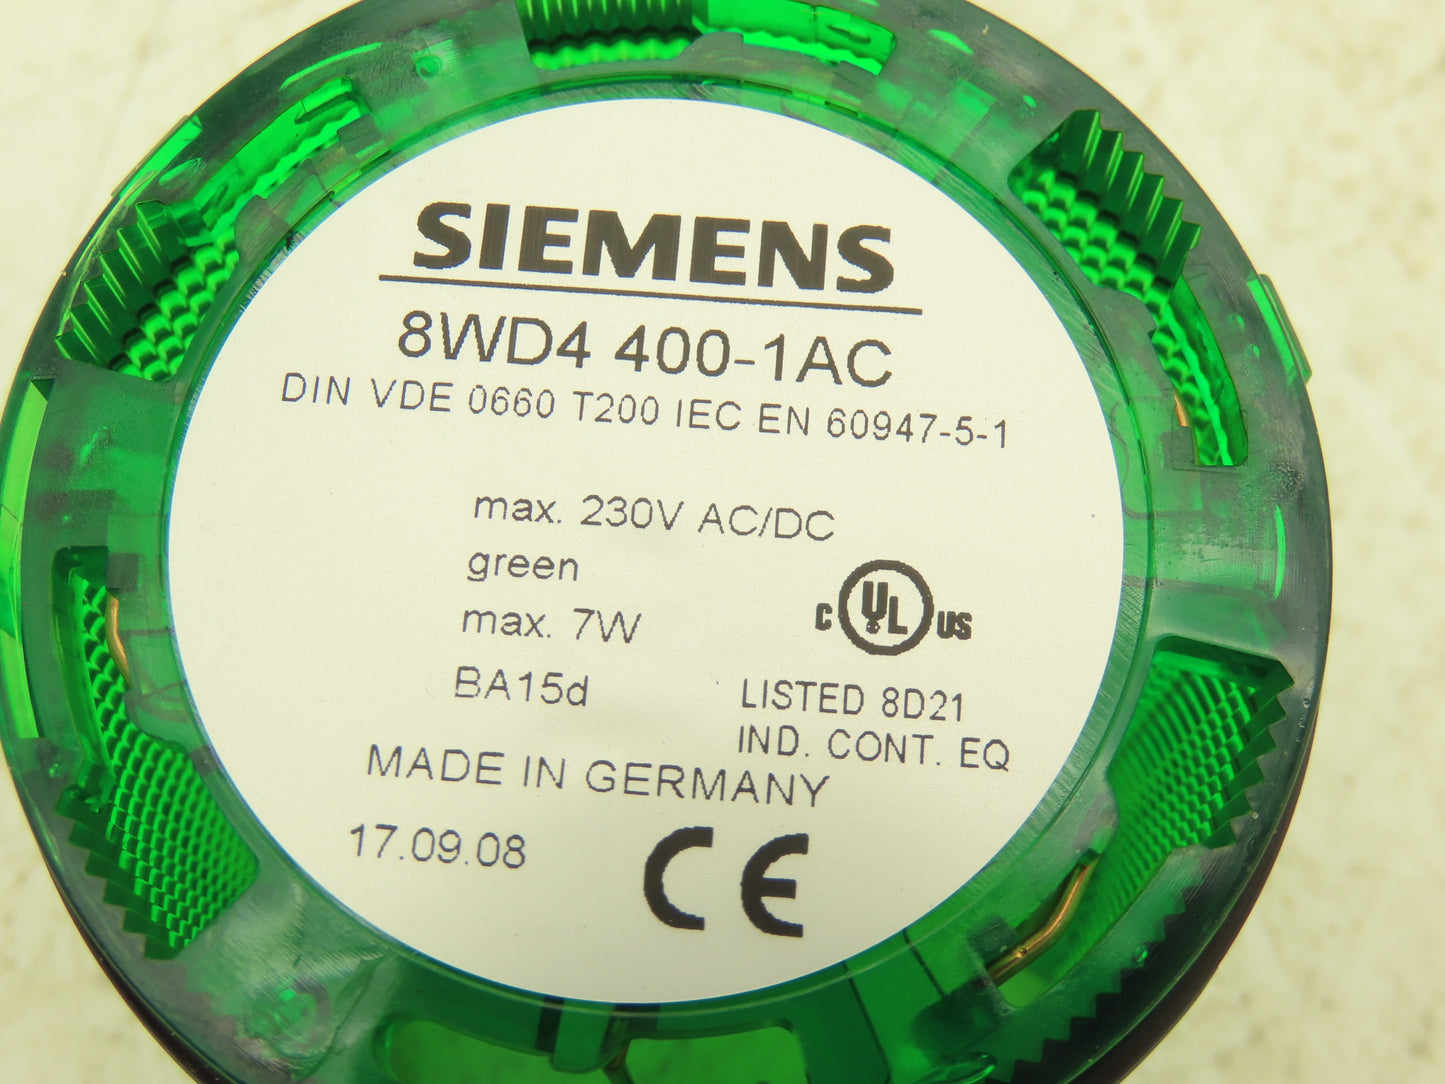 SIEMENS
8WD4 400-1AC
DIN VDE 0660 T200 IEC EN 60947-5-1
max. 230V AC/DC
green
max. 7W
BA15d
C UL US
LISTED 8D21
IND. CONT. EQ
MADE IN GERMANY
17.09.08
CE